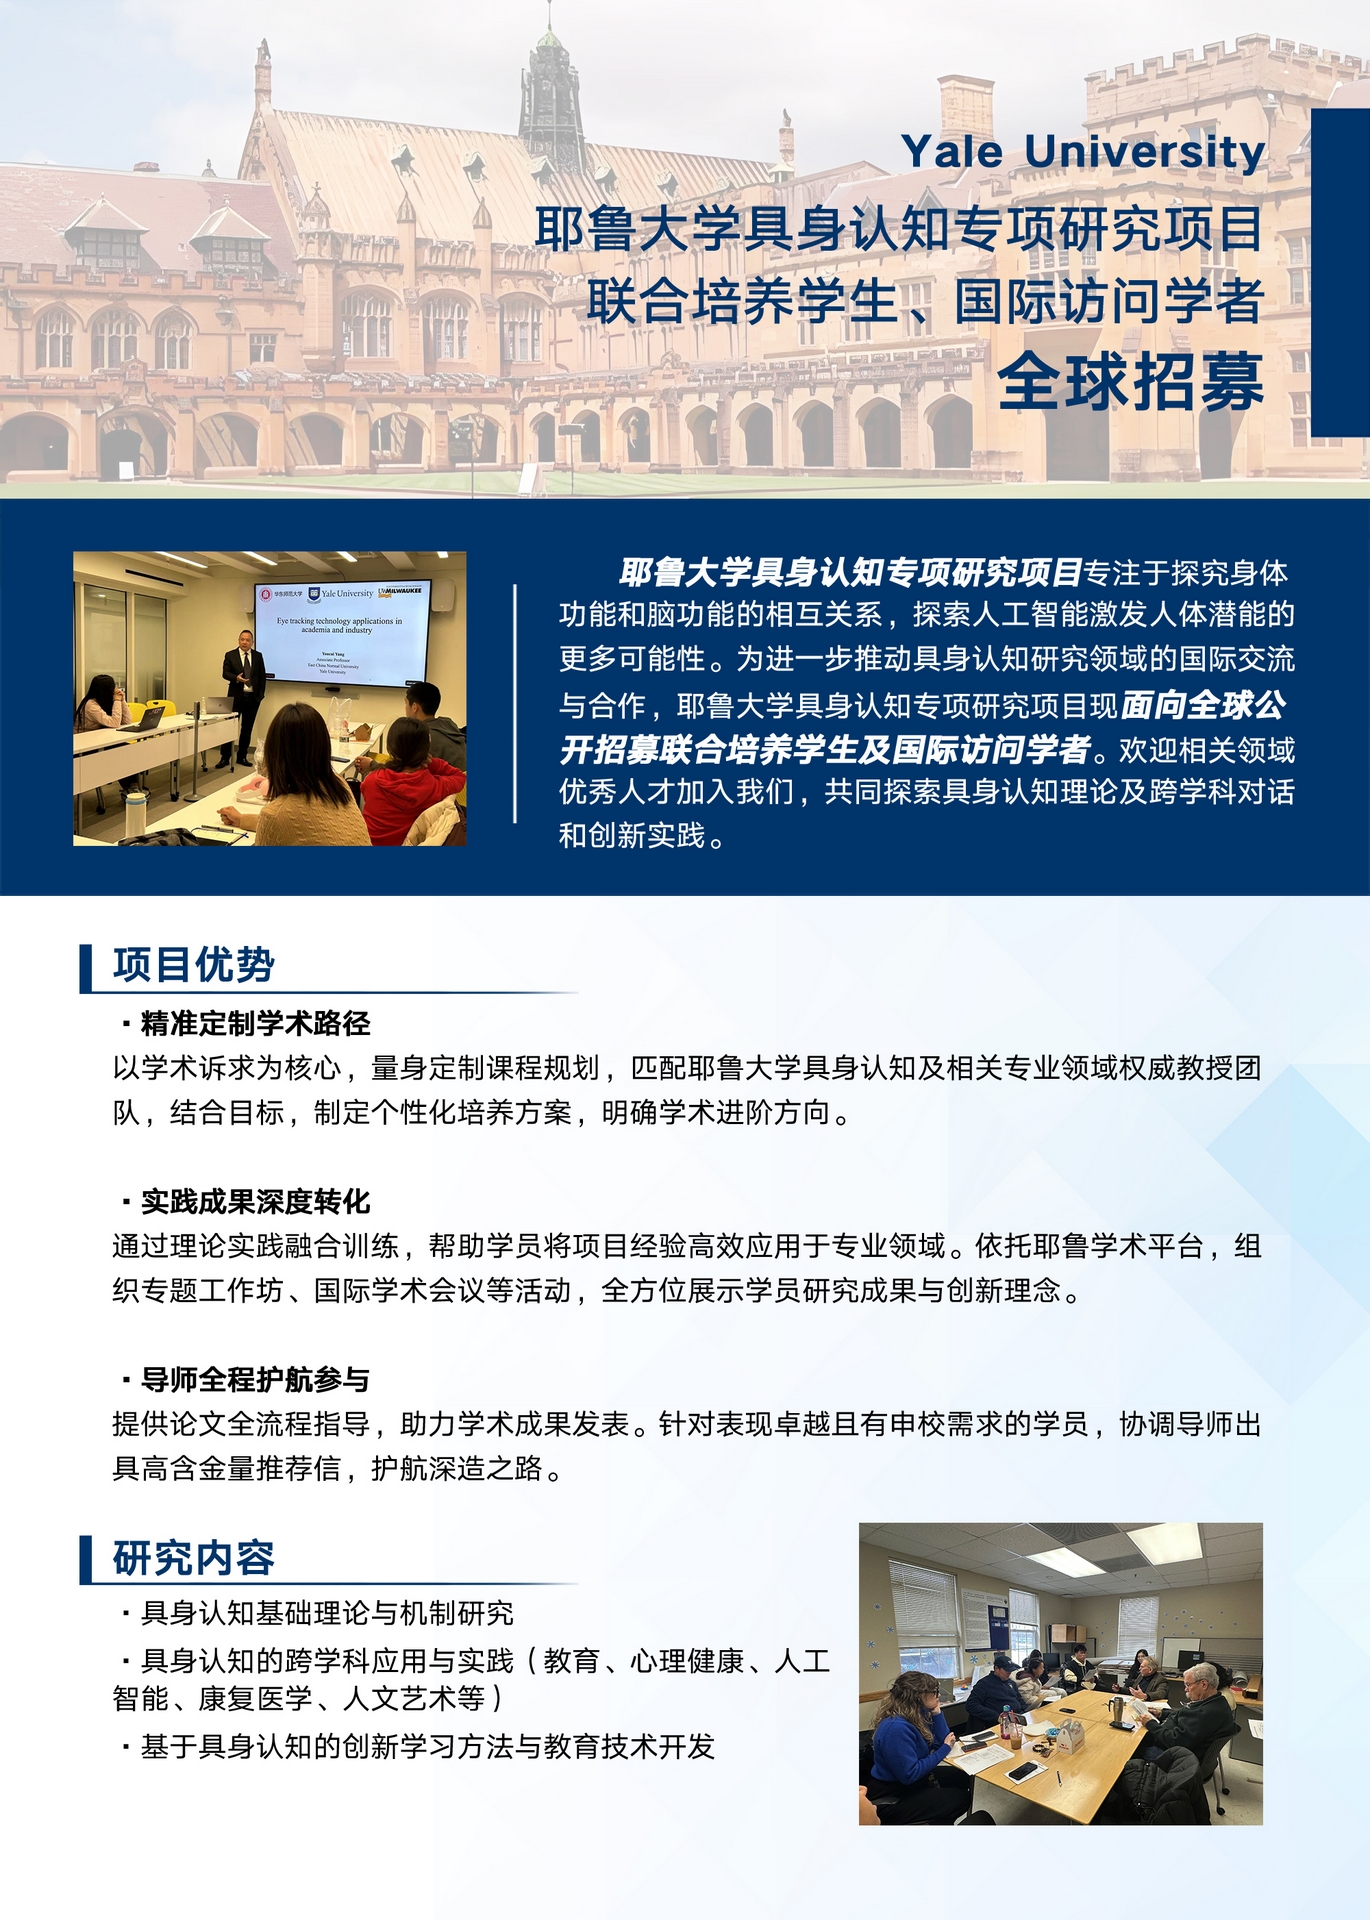 Yale University
耶鲁大学具身认知专项研究项目
联合培养学生、国际访问学者
全球招募
华东师范大学 Yale University UWMILWAUKEE
Eye tracking technology applications in
academia and industry
Youcai Yang
Associate Professor
East China Normal University
Yale University
耶鲁大学具身认知专项研究项目专注于探究身体
功能和脑功能的相互关系，探索人工智能激发人体潜能的
更多可能性。为进一步推动具身认知研究领域的国际交流
与合作，耶鲁大学具身认知专项研究项目现面向全球公
开招募联合培养学生及国际访问学者。欢迎相关领域
优秀人才加入我们，共同探索具身认知理论及跨学科对话
和创新实践。
项目优势
·精准定制学术路径
以学术诉求为核心，量身定制课程规划，匹配耶鲁大学具身认知及相关专业领域权威教授团
队，结合目标，制定个性化培养方案，明确学术进阶方向。
·实践成果深度转化
通过理论实践融合训练，帮助学员将项目经验高效应用于专业领域。依托耶鲁学术平台，组
织专题工作坊、国际学术会议等活动，全方位展示学员研究成果与创新理念。
·导师全程护航参与
提供论文全流程指导，助力学术成果发表。针对表现卓越且有申校需求的学员，协调导师出
具高含金量推荐信，护航深造之路。
研究内容
·具身认知基础理论与机制研究
·具身认知的跨学科应用与实践（教育、心理健康、人工
智能、康复医学、人文艺术等）
·基于具身认知的创新学习方法与教育技术开发